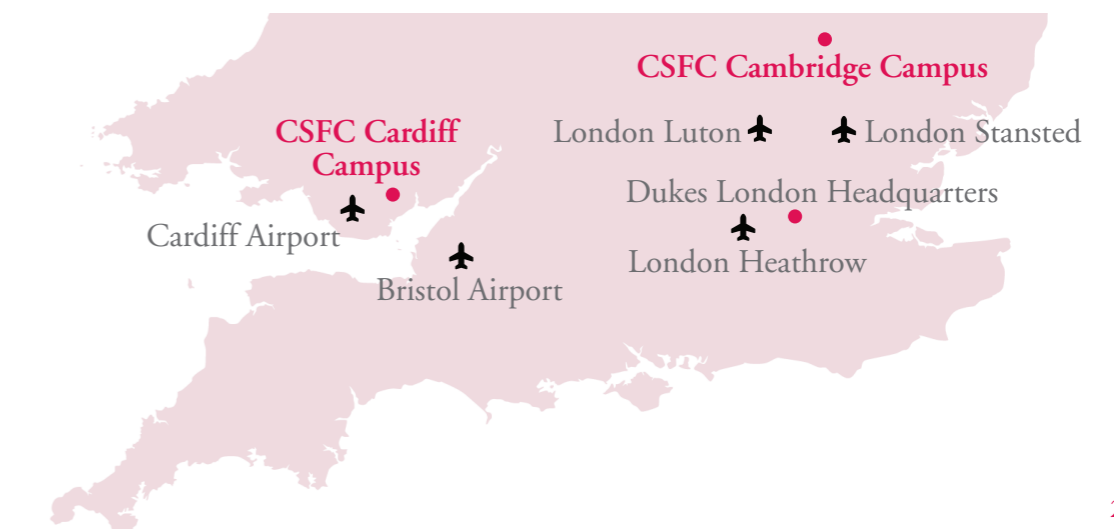 CSFC Cambridge Campus
CSFC Cardiff
Campus
London Luton
London Stansted
Dukes London Headquarters
Cardiff Airport
London Heathrow
Bristol Airport